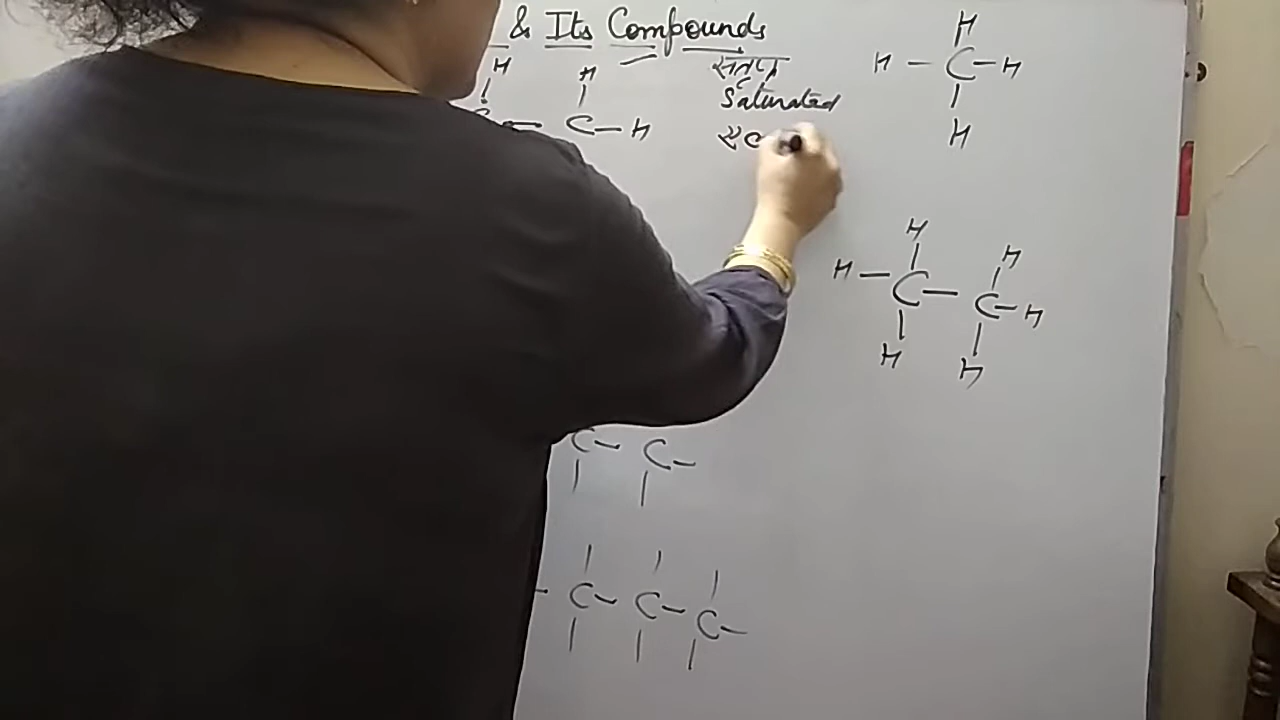 & Its Compounds
संतृप्त
Saturated
H
H – C – H
H
H H
C – C – H
H H
H – C – C – H
H H
C – C –
– C – C – C –